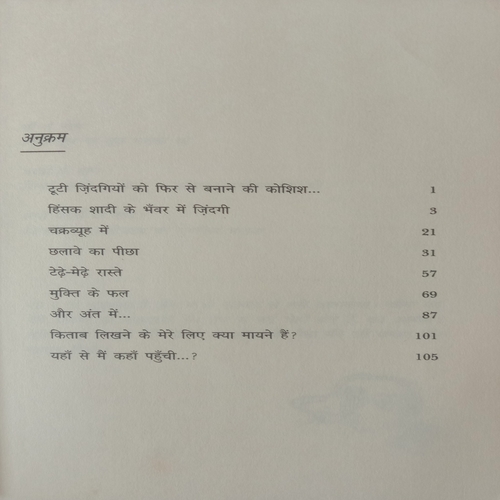 अनुक्रम
टूटी ज़िंदगियों को फिर से बनाने की कोशिश... 1
हिंसक शादी के भँवर में ज़िंदगी 3
चक्रव्यूह में 21
छलावे का पीछा 31
टेढ़े-मेढ़े रास्ते 57
मुक्ति के फल 69
और अंत में... 87
किताब लिखने के मेरे लिए क्या मायने हैं? 101
यहाँ से मैं कहाँ पहुँची...? 105